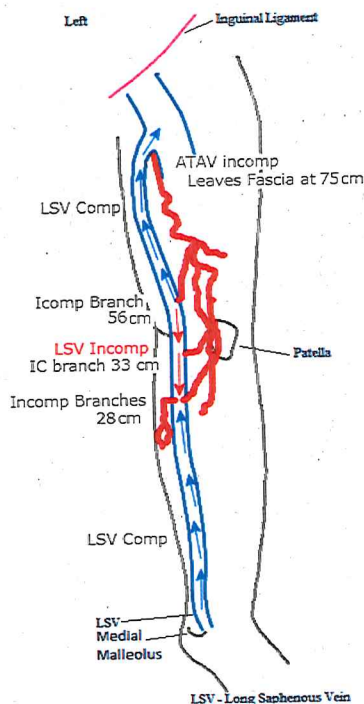 Left
Inguinal Ligament
ATAV incomp
Leaves Fascia at 75cm
LSV Comp
Icomp Branch
56cm
LSV Incomp
IC branch 33 cm
Patella
Incomp Branches
28cm
LSV Comp
LSV
Medial
Malleolus
LSV - Long Saphenous Vein